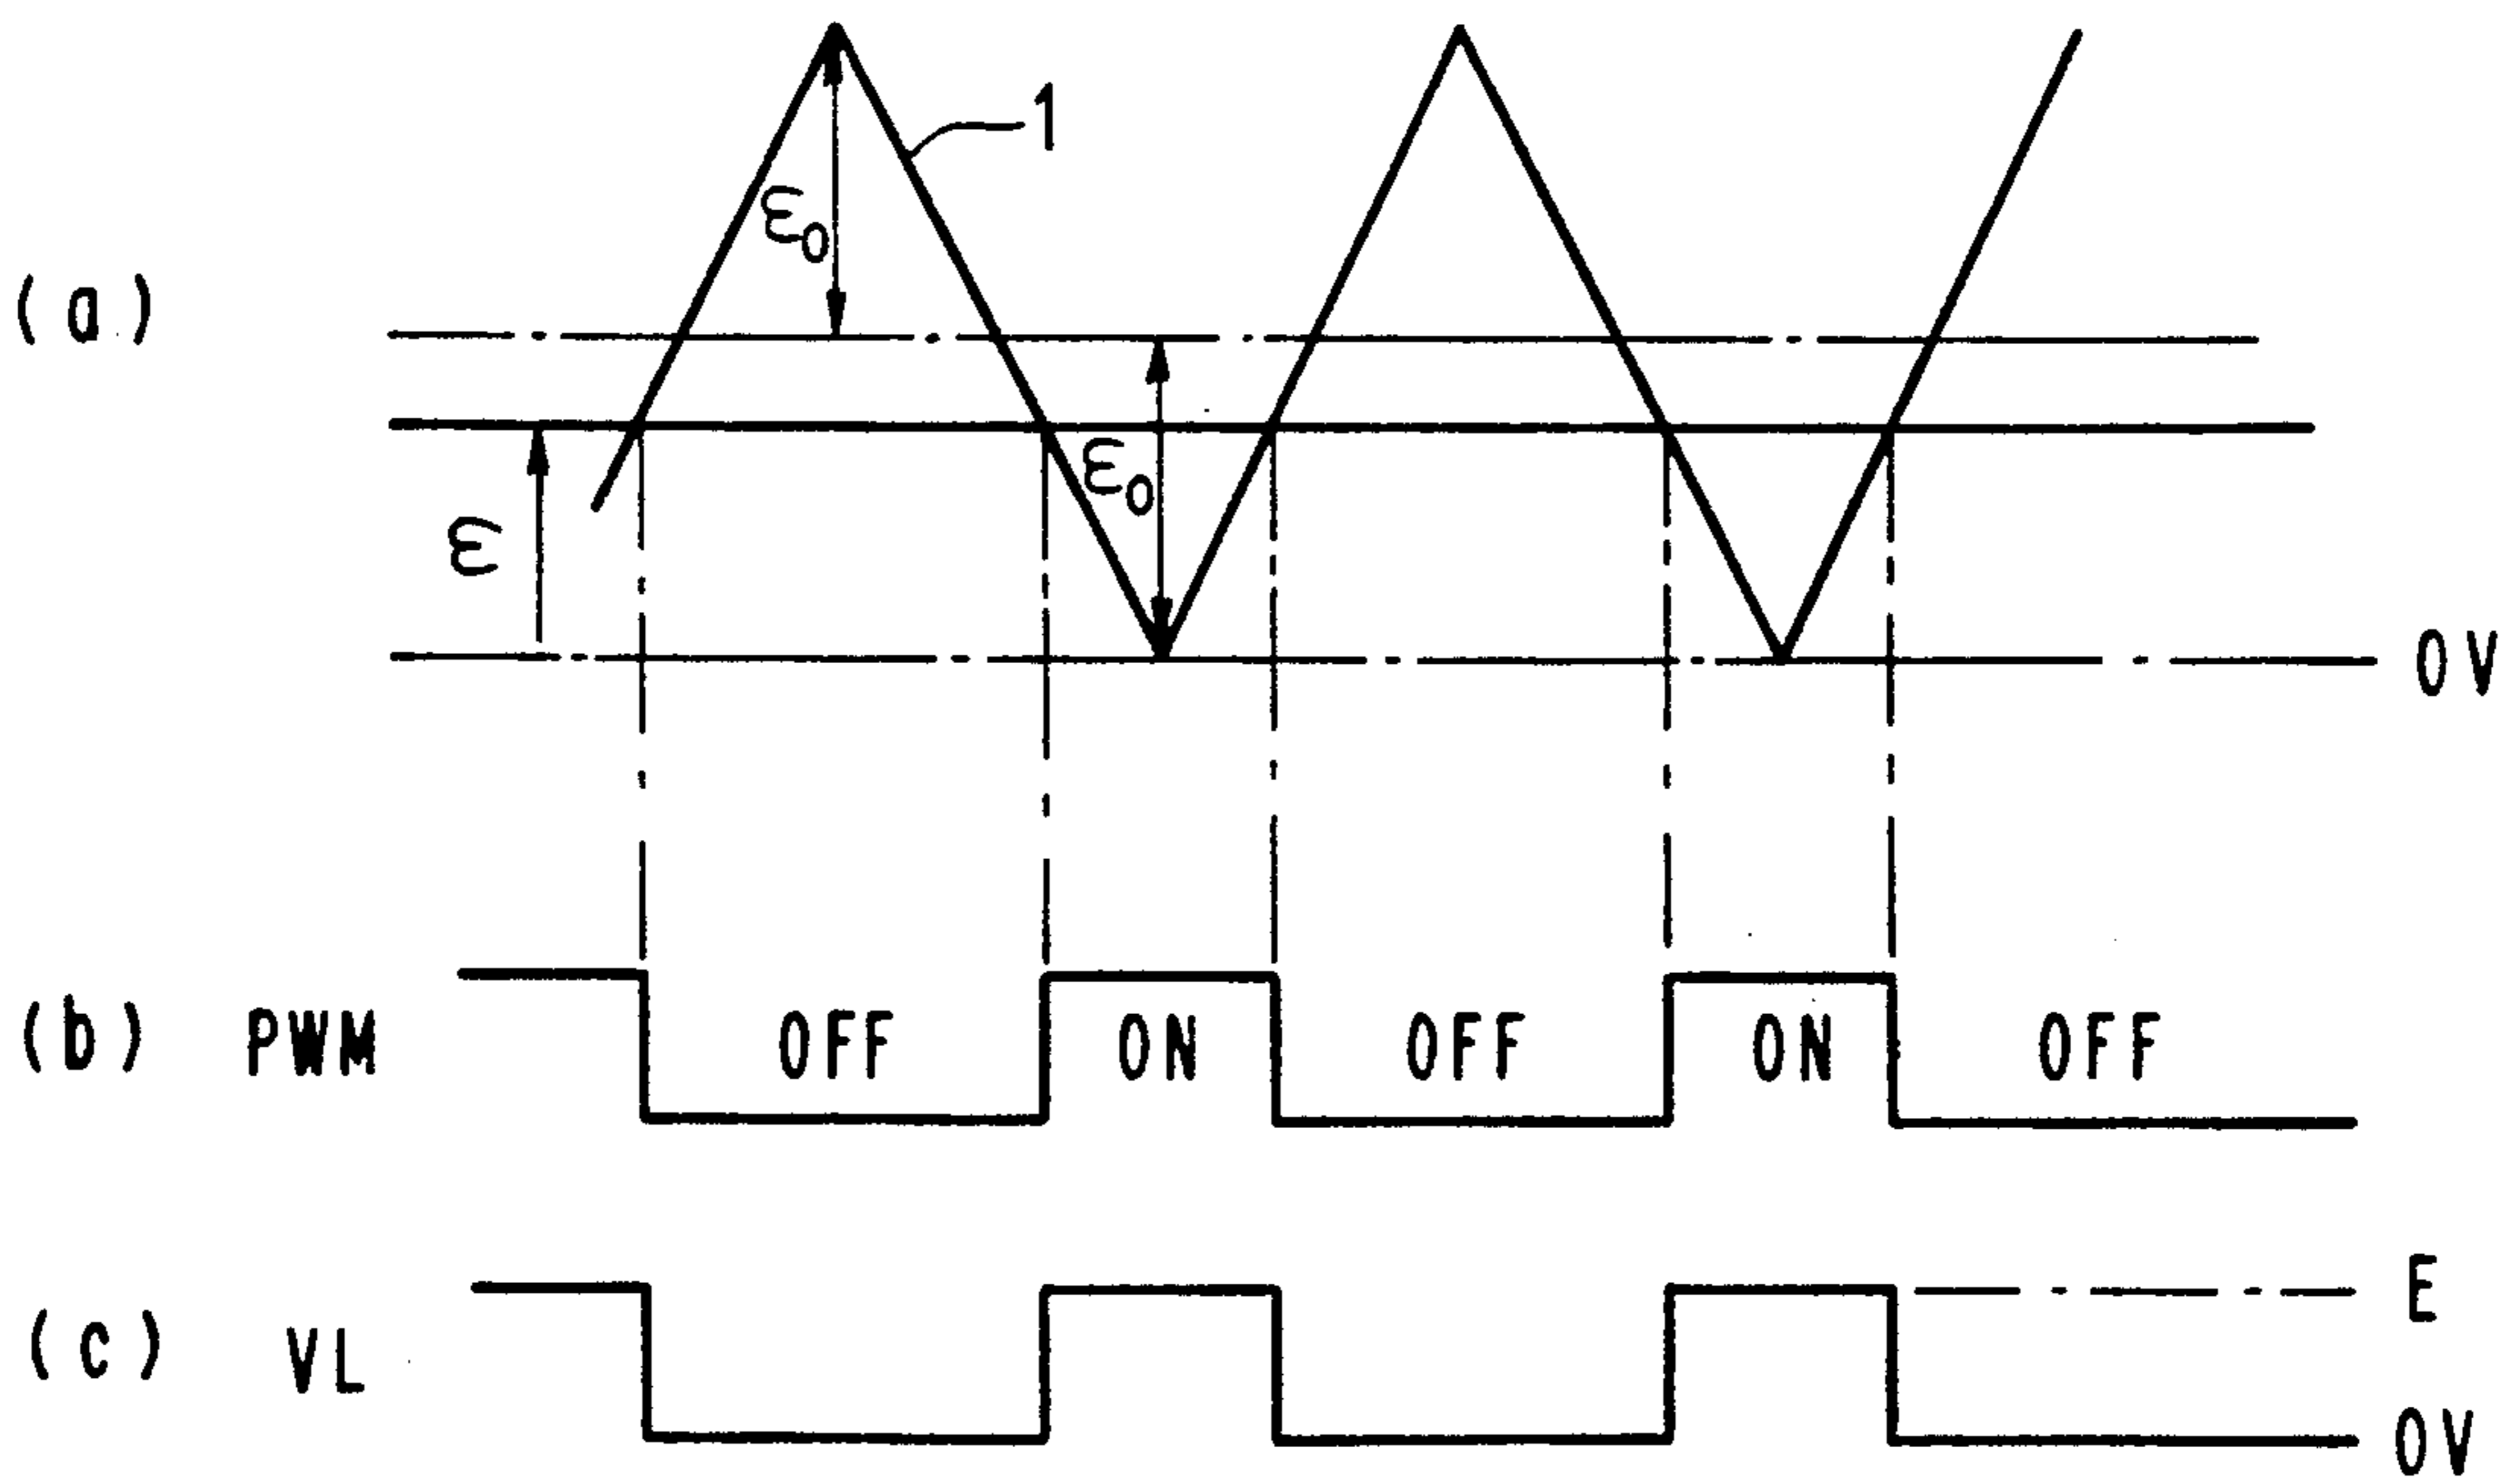 1
ε0
(a)
ε0
ε
0V
(b) PWM OFF ON OFF ON OFF
E
(c) VL
0V